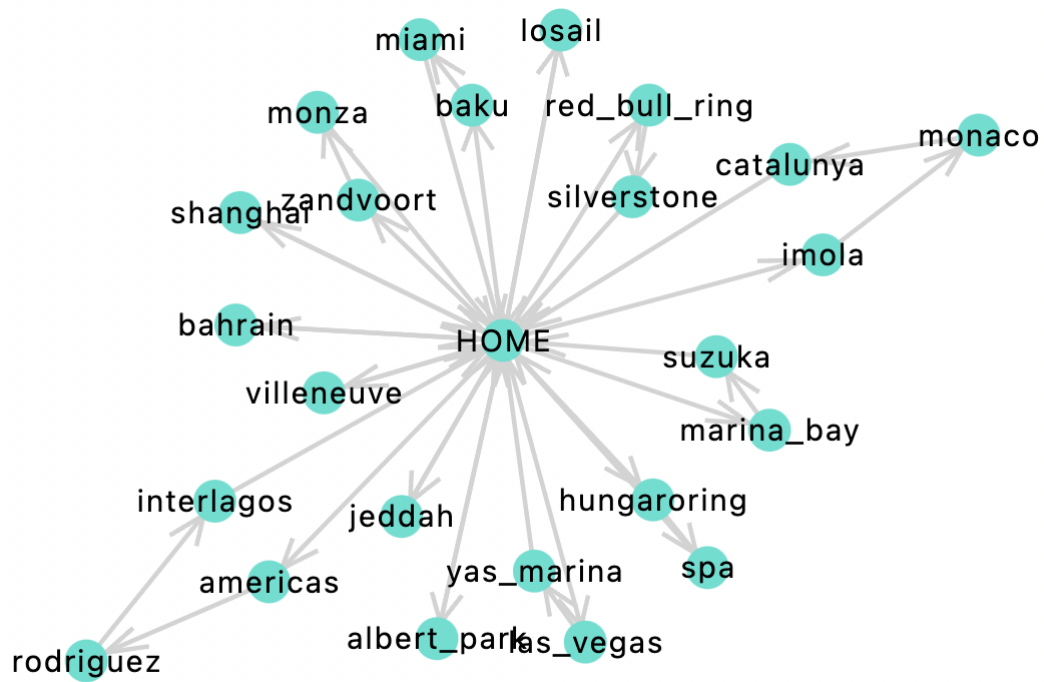 losail
miami
baku
red_bull_ring
monza
monaco
catalunya
silverstone
zandvoort
shanghai
imola
bahrain
HOME
suzuka
villeneuve
marina_bay
interlagos
hungaroring
jeddah
americas
yas_marina
spa
albert_park
las_vegas
rodriguez